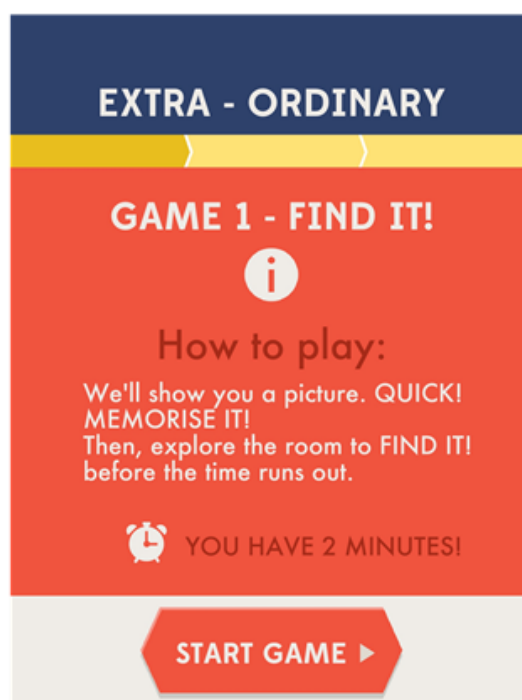 EXTRA - ORDINARY
GAME 1 - FIND IT!
i
How to play:
We'll show you a picture. QUICK!
MEMORISE IT!
Then, explore the room to FIND IT!
before the time runs out.
YOU HAVE 2 MINUTES!
START GAME